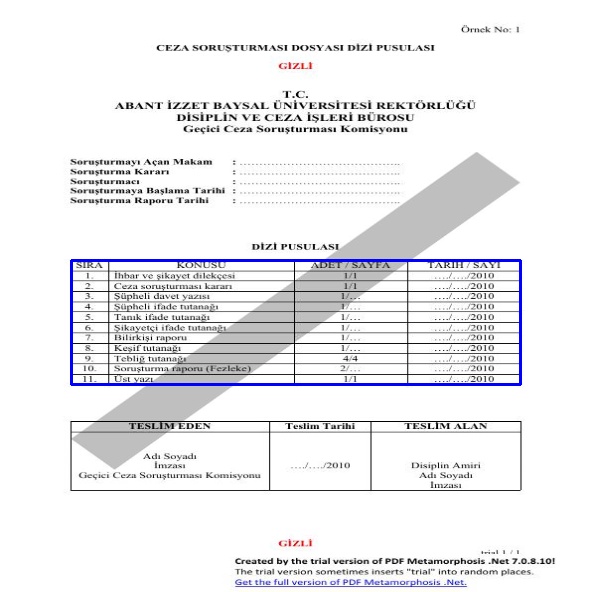 Örnek No: 1
CEZA SORUŞTURMASI DOSYASI DİZİ PUSULASI
GİZLİ
T.C.
ABANT İZZET BAYSAL ÜNİVERSİTESİ REKTÖRLÜĞÜ
DİSİPLİN VE CEZA İŞLERİ BÜROSU
Geçici Ceza Soruşturması Komisyonu
Soruşturmayı Açan Makam : ……………………………………
Soruşturma Kararı : ……………………………………
Soruşturmacı : ……………………………………
Soruşturmaya Başlama Tarihi : ……………………………………
Soruşturma Raporu Tarihi : ……………………………………
DİZİ PUSULASI
SIRA KONUSU ADET / SAYFA TARİH / SAYI
1. İhbar ve şikayet dilekçesi 1/1 …./…./2010
2. Ceza soruşturması kararı 1/1 …./…./2010
3. Şüpheli davet yazısı 1/… …./…./2010
4. Şüpheli ifade tutanağı 1/… …./…./2010
5. Tanık ifade tutanağı 1/… …./…./2010
6. Şikayetçi ifade tutanağı 1/… …./…./2010
7. Bilirkişi raporu 1/… …./…./2010
8. Keşif tutanağı 1/… …./…./2010
9. Tebliğ tutanağı 4/4 …./…./2010
10. Soruşturma raporu (Fezleke) 2/… …./…./2010
11. Üst yazı 1/1 …./…./2010
TESLİM EDEN Teslim Tarihi TESLİM ALAN
Adı Soyadı
İmzası …./…./2010 Disiplin Amiri
Geçici Ceza Soruşturması Komisyonu Adı Soyadı
İmzası
GİZLİ
trial 1 / 1
Created by the trial version of PDF Metamorphosis .Net 7.0.8.10!
The trial version sometimes inserts "trial" into random places.
Get the full version of PDF Metamorphosis .Net.